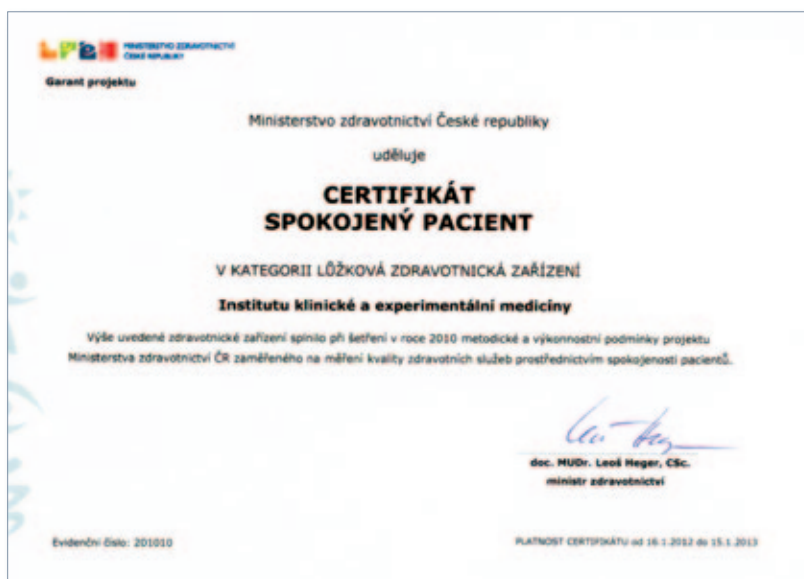 MINISTERSTVO ZDRAVOTNICTVÍ
ČESKÉ REPUBLIKY
Garant projektu
Ministerstvo zdravotnictví České republiky
uděluje
CERTIFIKÁT
SPOKOJENÝ PACIENT
V KATEGORII LŮŽKOVÁ ZDRAVOTNICKÁ ZAŘÍZENÍ
Institutu klinické a experimentální medicíny
Výše uvedené zdravotnické zařízení splnilo při šetření v roce 2010 metodické a výkonnostní podmínky projektu
Ministerstva zdravotnictví ČR zaměřeného na měření kvality zdravotních služeb prostřednictvím spokojenosti pacientů.
doc. MUDr. Leoš Heger, CSc.
ministr zdravotnictví
Evidenční číslo: 201010
PLATNOST CERTIFIKÁTU od 16.1.2012 do 15.1.2013